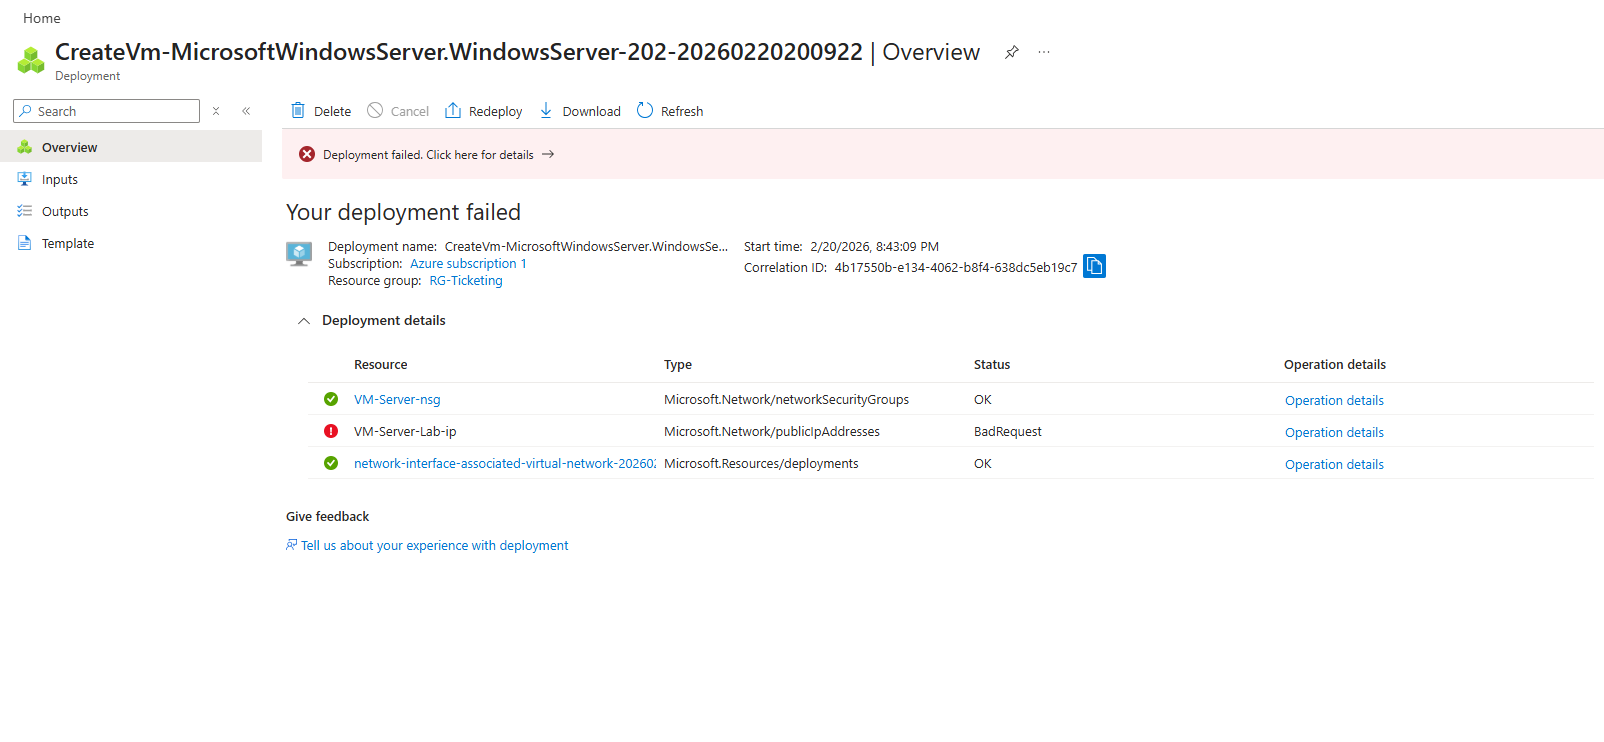 Home
CreateVm-MicrosoftWindowsServer.WindowsServer-202-20260220200922 | Overview
Deployment
Search
Overview
Inputs
Outputs
Template
Delete
Cancel
Redeploy
Download
Refresh
Deployment failed. Click here for details →
Your deployment failed
Deployment name: CreateVm-MicrosoftWindowsServer.WindowsSe...
Subscription: Azure subscription 1
Resource group: RG-Ticketing
Start time: 2/20/2026, 8:43:09 PM
Correlation ID: 4b17550b-e134-4062-b8f4-638dc5eb19c7
Deployment details
Resource Type Status Operation details
VM-Server-nsg Microsoft.Network/networkSecurityGroups OK Operation details
VM-Server-Lab-ip Microsoft.Network/publicIpAddresses BadRequest Operation details
network-interface-associated-virtual-network-202602 Microsoft.Resources/deployments OK Operation details
Give feedback
Tell us about your experience with deployment